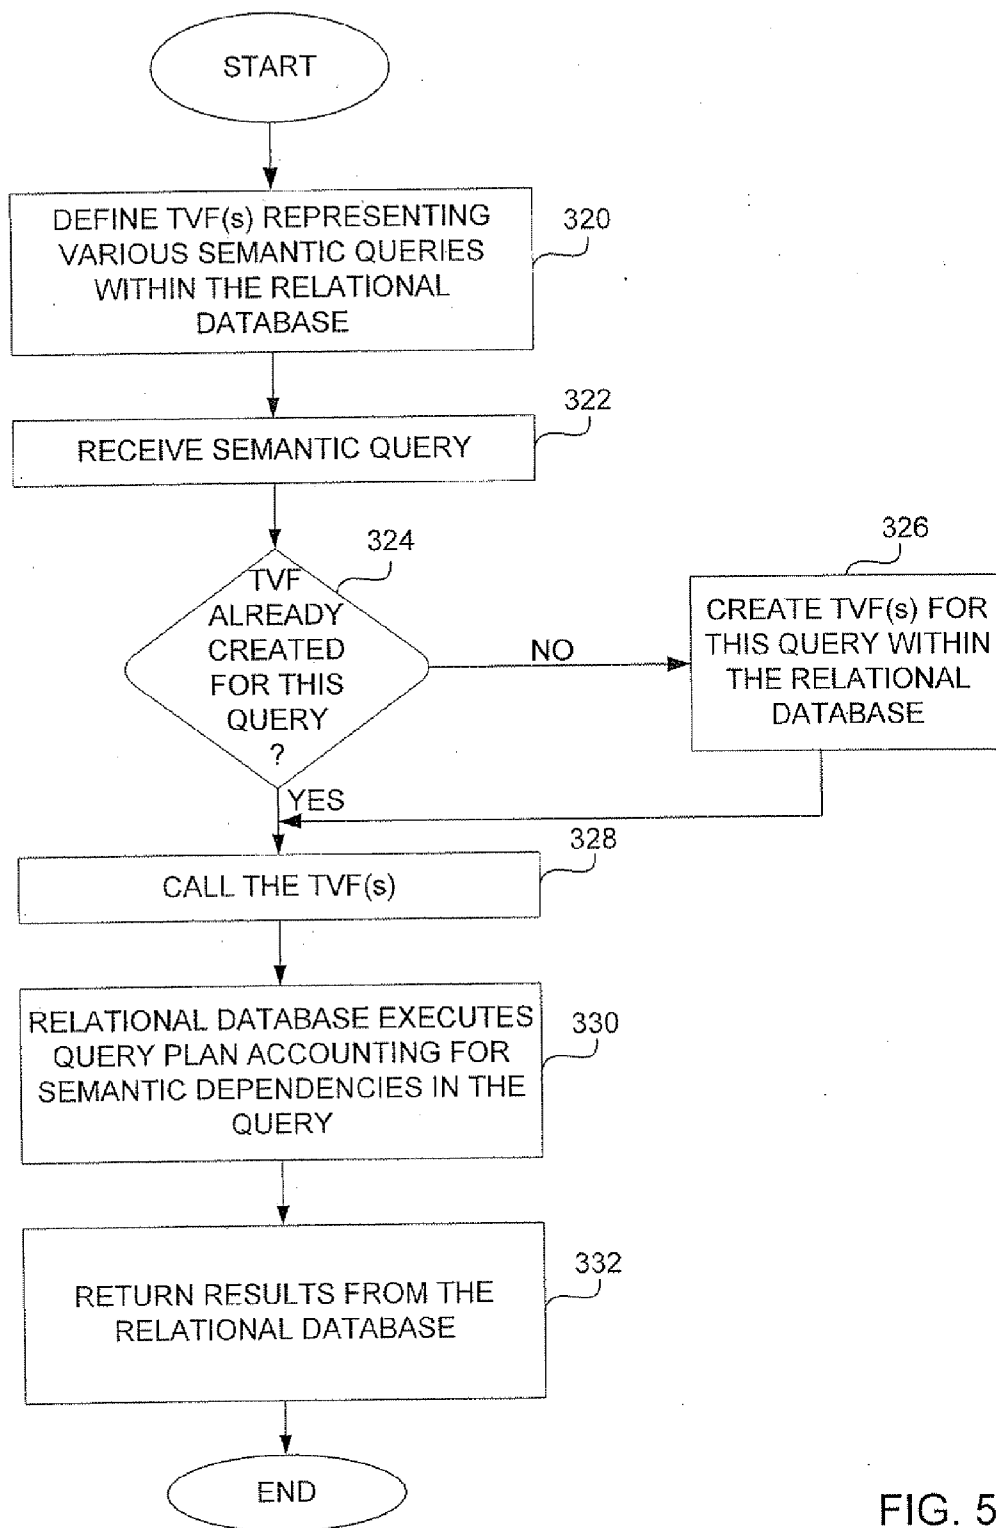 START
DEFINE TVF(s) REPRESENTING
VARIOUS SEMANTIC QUERIES
WITHIN THE RELATIONAL
DATABASE
320
RECEIVE SEMANTIC QUERY
322
TVF
ALREADY
CREATED
FOR THIS
QUERY
?
324
NO
326
CREATE TVF(s) FOR
THIS QUERY WITHIN
THE RELATIONAL
DATABASE
YES
CALL THE TVF(s)
328
RELATIONAL DATABASE EXECUTES
QUERY PLAN ACCOUNTING FOR
SEMANTIC DEPENDENCIES IN THE
QUERY
330
RETURN RESULTS FROM THE
RELATIONAL DATABASE
332
END
FIG. 5